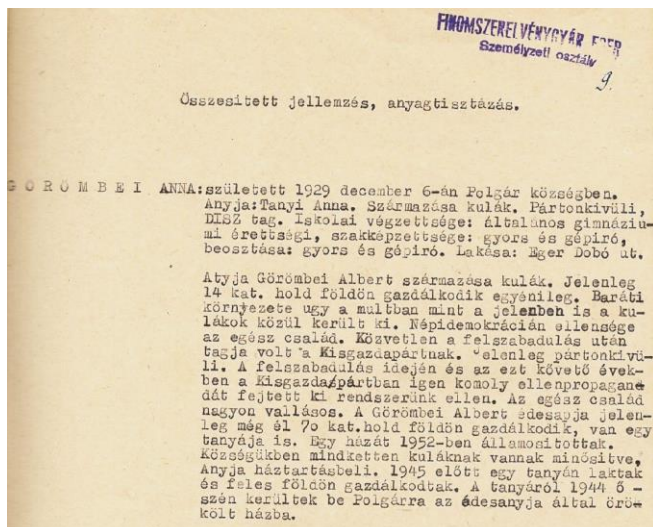 FINOMSZERELVÉNYGYÁR EGER
Személyzeti osztály
9.
Összesitett jellemzés, anyagtisztázás.
GÖRÖMBEI ANNA:született 1929 december 6-án Polgár községben.
Anyja:Tanyi Anna. Származása kulák. Pártonkivüli,
DISZ tag. Iskolai végzettsége: általános gimnáziu-
mi érettségi, szakképzettsége: gyors és gépiró,
beosztása: gyors és gépiró. Lakása: Eger Dobó ut.
Atyja Görömbei Albert származása kulák. Jelenleg
14 kat. hold földön gazdálkodik egyénileg. Baráti
környezete ugy a multban mint a jelenben is a ku-
lákok közül került ki. Népidemokrácián ellensége
az egész család. Közvetlen a felszabadulás után
tagja volt a Kisgazdapártnak. Jelenleg pártonkivü-
li. A felszabadulás idején és az ezt követő évek-
ben a Kisgazdapártban igen komoly ellenpropagan-
dát fejtett ki rendszerünk ellen. Az egész család
nagyon vallásos. A Görömbei Albert édesapja jelen-
leg még él 7o kat.hold földön gazdálkodik, van egy
tanyája is. Egy házát 1952-ben államositottak.
Községükben mindketten kuláknak vannak minősitve,
Anyja háztartásbeli. 1945 előtt egy tanyán laktak
és feles földön gazdálkodtak. A tanyáról 1944 ő-
szén kerültek be Polgárra az édesanyja által örö-
költ házba.